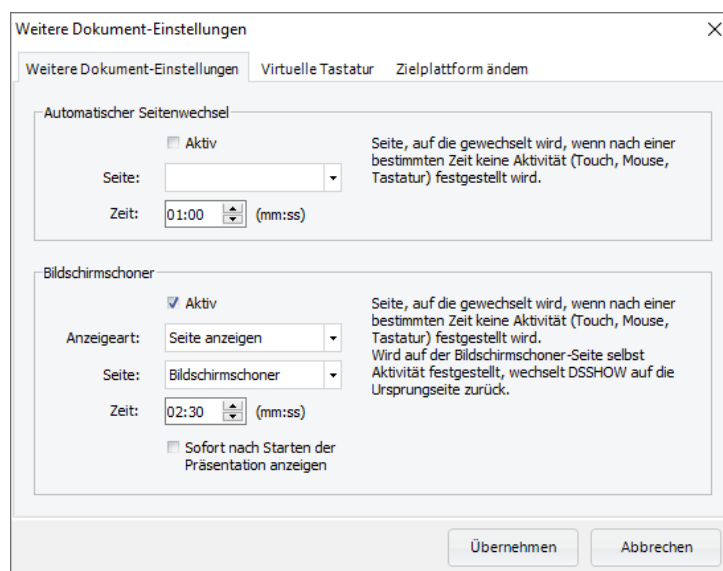 Weitere Dokument-Einstellungen
Weitere Dokument-Einstellungen Virtuelle Tastatur Zielplattform ändern
Automatischer Seitenwechsel
Aktiv
Seite:
Zeit: 01:00 (mm:ss)
Seite, auf die gewechselt wird, wenn nach einer
bestimmten Zeit keine Aktivität (Touch, Mouse,
Tastatur) festgestellt wird.
Bildschirmschoner
Aktiv
Anzeigeart: Seite anzeigen
Seite: Bildschirmschoner
Zeit: 02:30 (mm:ss)
Sofort nach Starten der
Präsentation anzeigen
Seite, auf die gewechselt wird, wenn nach einer
bestimmten Zeit keine Aktivität (Touch, Mouse,
Tastatur) festgestellt wird.
Wird auf der Bildschirmschoner-Seite selbst
Aktivität festgestellt, wechselt DSSHOW auf die
Ursprungseite zurück.
Übernehmen Abbrechen